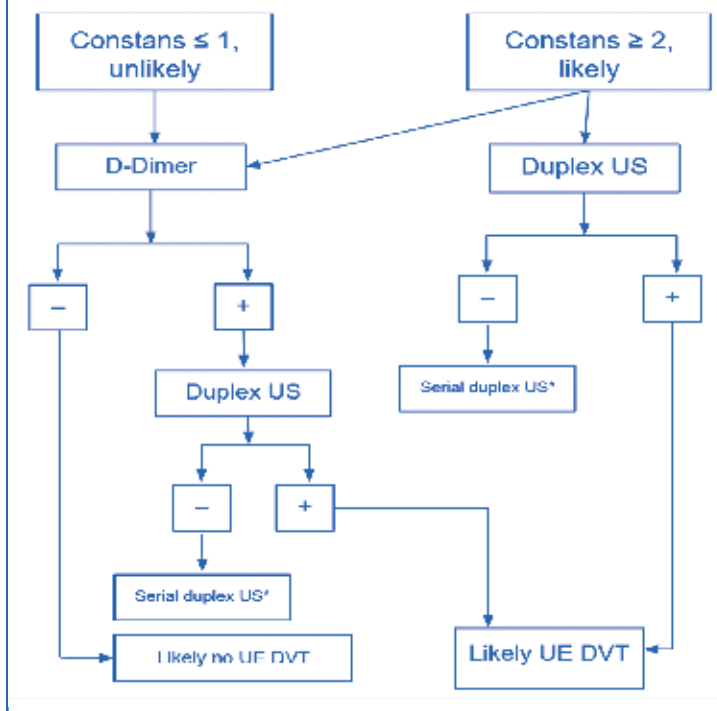 Constans ≤ 1,
unlikely
Constans ≥ 2,
likely
D-Dimer
Duplex US
–
+
–
+
Duplex US
Serial duplex US*
–
+
Serial duplex US*
Likely no UE DVT
Likely UE DVT